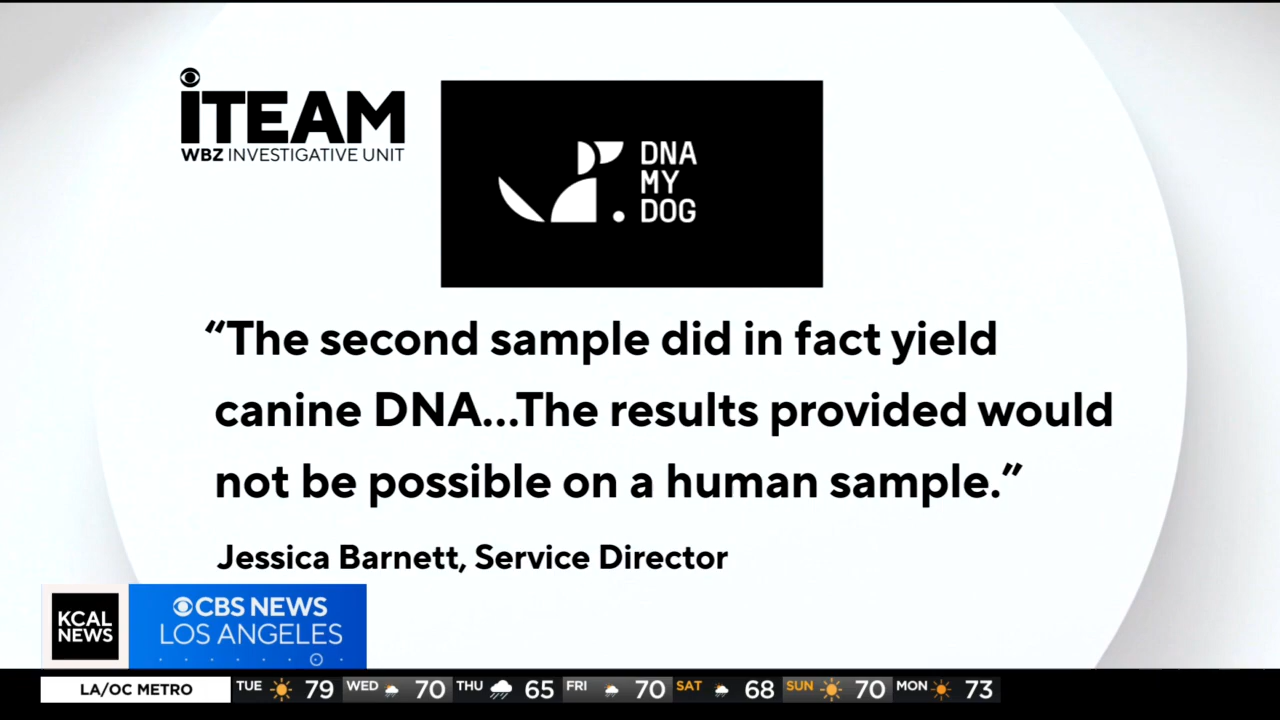 iTEAM
WBZ INVESTIGATIVE UNIT
DNA
MY
DOG
“The second sample did in fact yield
canine DNA...The results provided would
not be possible on a human sample.”
Jessica Barnett, Service Director
KCAL
NEWS
CBS NEWS
LOS ANGELES
LA/OC METRO TUE 79 WED 70 THU 65 FRI 70 SAT 68 SUN 70 MON 73